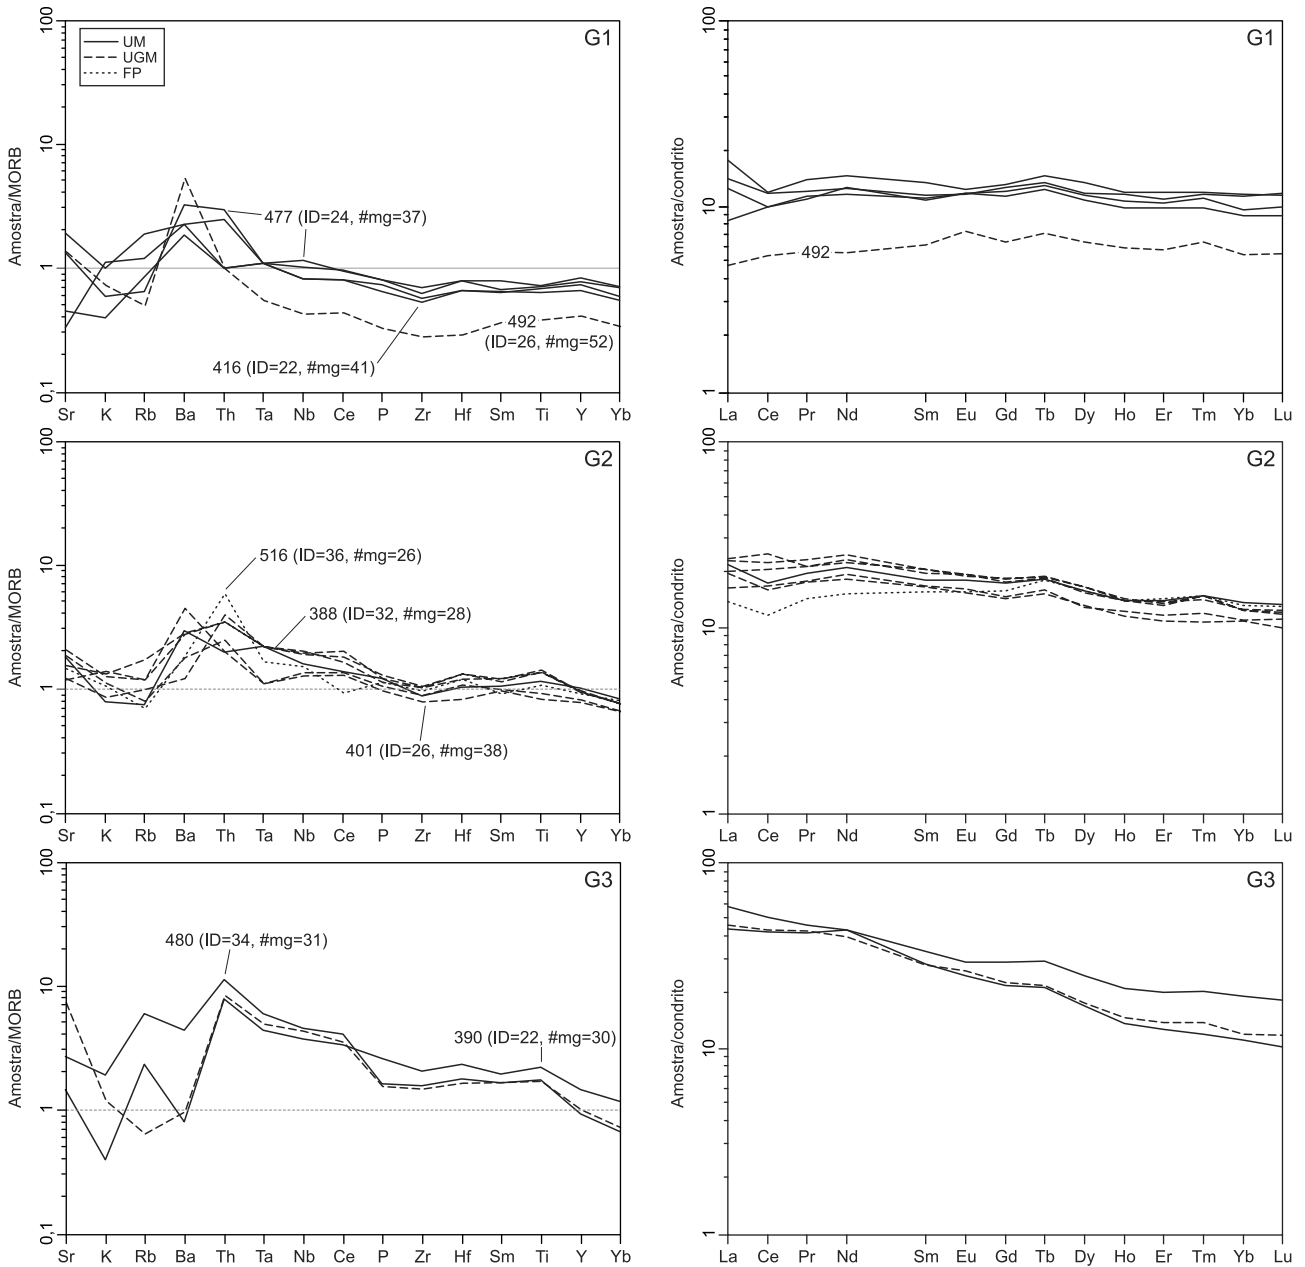 G1
UM
UGM
FP
100
10
1
0,1
Amostra/MORB
477 (ID=24, #mg=37)
492
(ID=26, #mg=52)
416 (ID=22, #mg=41)
Sr K Rb Ba Th Ta Nb Ce P Zr Hf Sm Ti Y Yb
G1
100
10
1
Amostra/condrito
492
La Ce Pr Nd Sm Eu Gd Tb Dy Ho Er Tm Yb Lu
G2
100
10
1
0,1
Amostra/MORB
516 (ID=36, #mg=26)
388 (ID=32, #mg=28)
401 (ID=26, #mg=38)
Sr K Rb Ba Th Ta Nb Ce P Zr Hf Sm Ti Y Yb
G2
100
10
1
Amostra/condrito
La Ce Pr Nd Sm Eu Gd Tb Dy Ho Er Tm Yb Lu
G3
100
10
1
0,1
Amostra/MORB
480 (ID=34, #mg=31)
390 (ID=22, #mg=30)
Sr K Rb Ba Th Ta Nb Ce P Zr Hf Sm Ti Y Yb
G3
100
10
1
Amostra/condrito
La Ce Pr Nd Sm Eu Gd Tb Dy Ho Er Tm Yb Lu